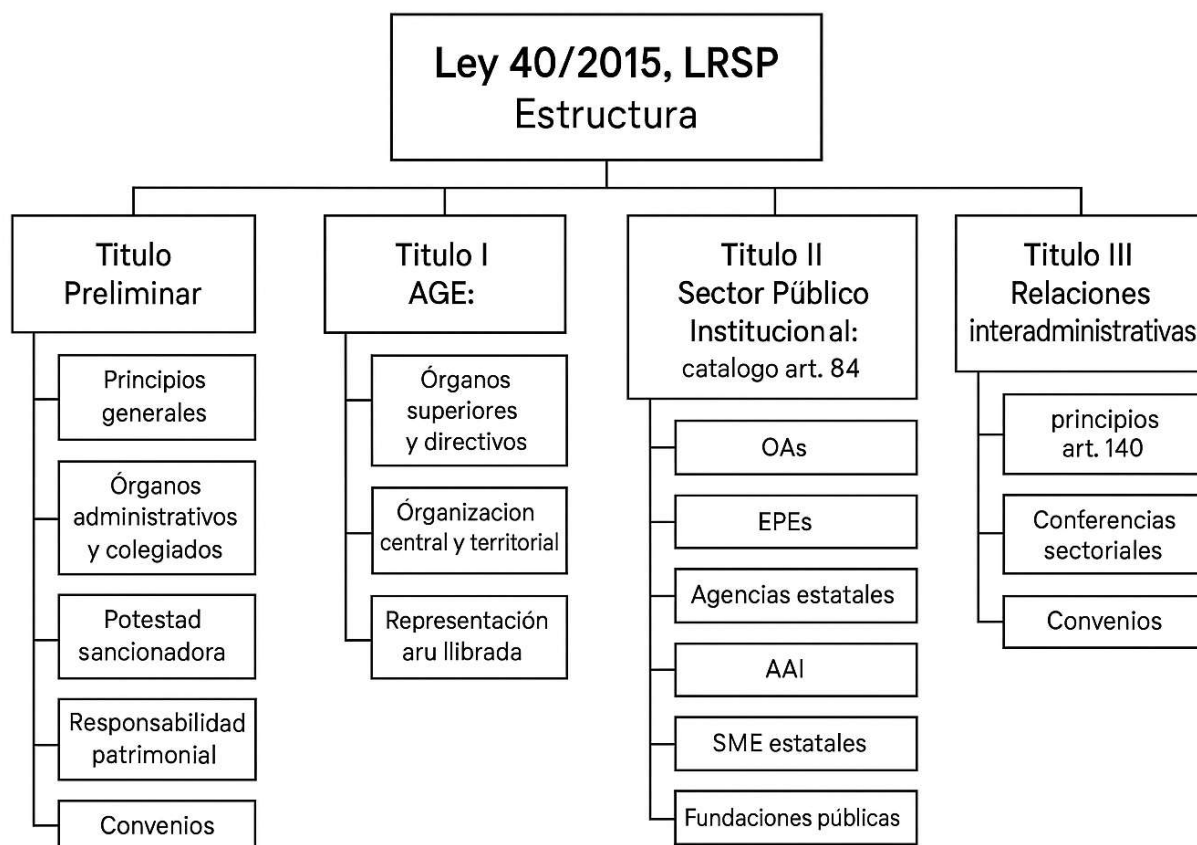 Ley 40/2015, LRSP
Estructura
Titulo
Preliminar
Principios
generales
Órganos
administrativos
y colegiados
Potestad
sancionadora
Responsabilidad
patrimonial
Convenios
Titulo I
AGE:
Órganos
superiores
y directivos
Órganizacion
central y territorial
Representación
aru llibrada
Titulo II
Sector Público
Institucional:
catalogo art. 84
OAs
EPEs
Agencias estatales
AAI
SME estatales
Fundaciones públicas
Titulo III
Relaciones
interadministrativas
principios
art. 140
Conferencias
sectoriales
Convenios